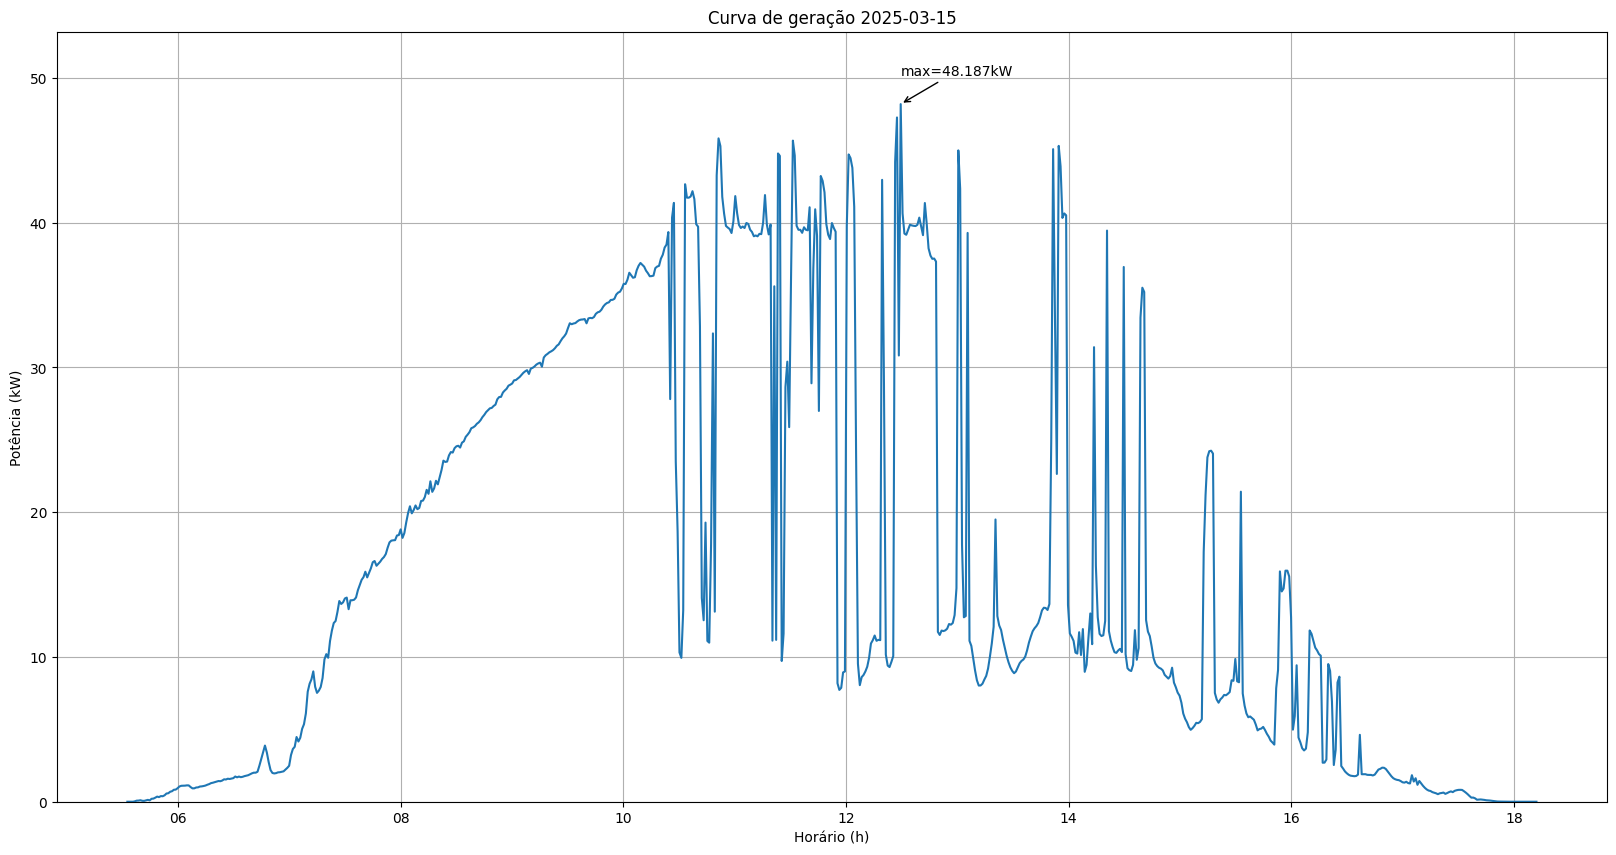 Curva de geração 2025-03-15
max=48.187kW
50
40
30
20
10
0
Potência (kW)
06 08 10 12 14 16 18
Horário (h)